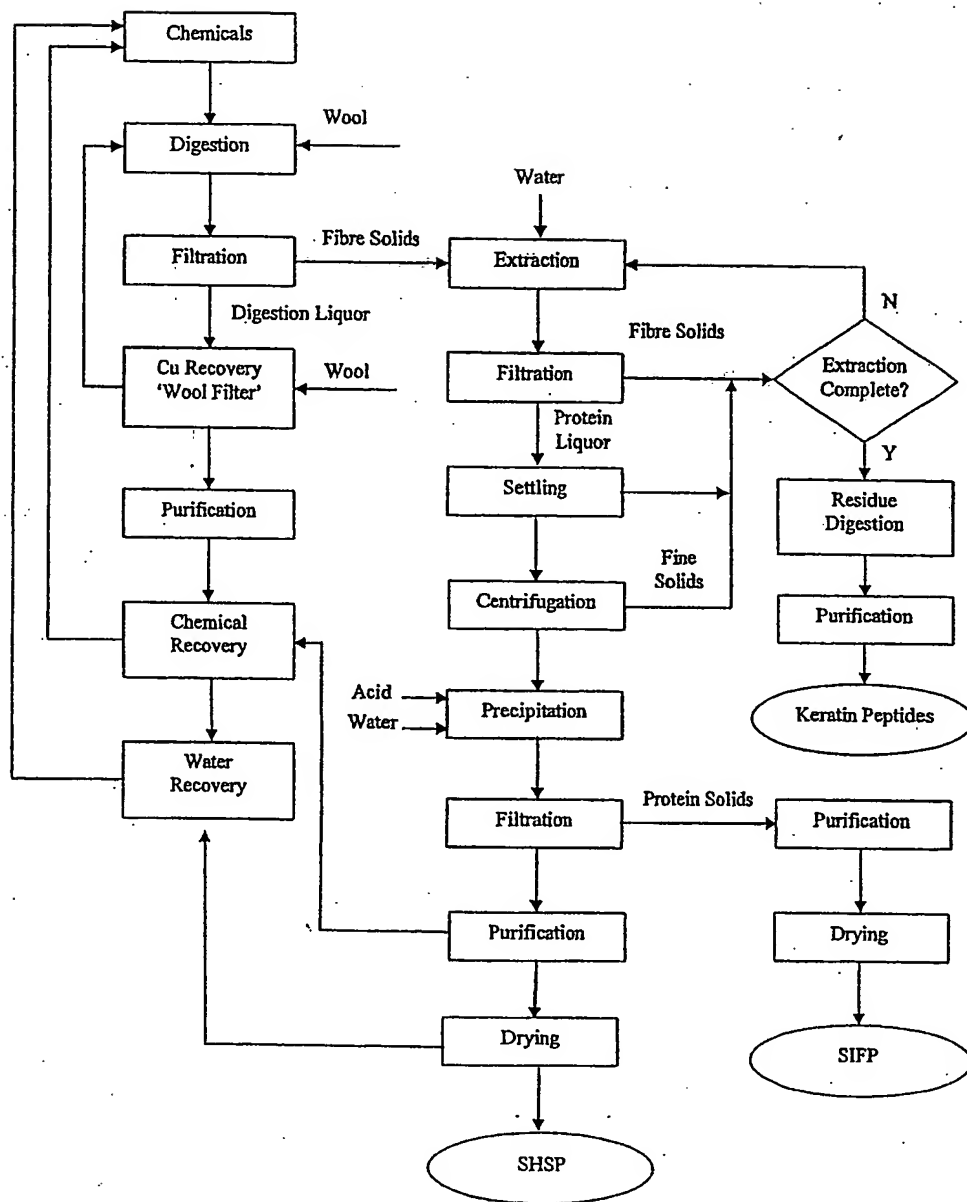 Chemicals
Wool
Digestion
Water
Fibre Solids
Filtration
Extraction
N
Digestion Liquor
Fibre Solids
Cu Recovery
'Wool Filter'
Wool
Filtration
Extraction
Complete?
Protein
Liquor
Y
Settling
Residue
Digestion
Purification
Fine
Solids
Centrifugation
Purification
Chemical
Recovery
Acid
Water
Precipitation
Keratin Peptides
Water
Recovery
Protein Solids
Filtration
Purification
Purification
Drying
Drying
SIFP
SHSP